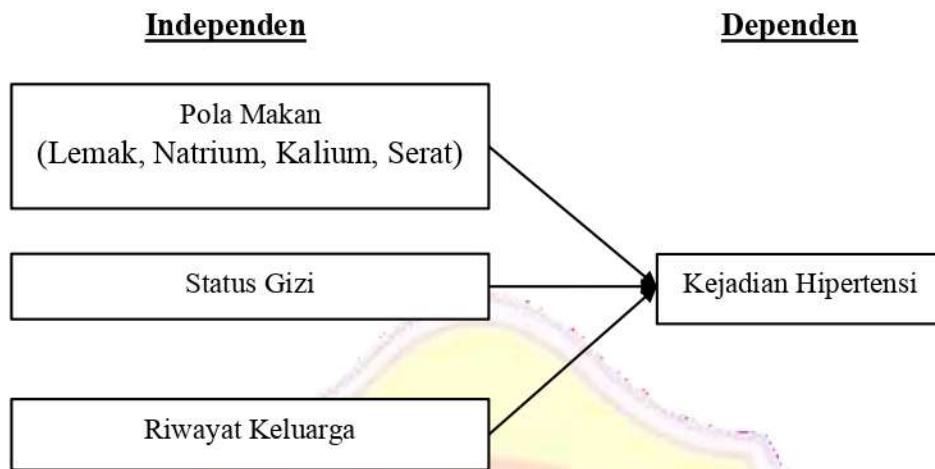 Independen
Dependen
Pola Makan
(Lemak, Natrium, Kalium, Serat)
Status Gizi
Kejadian Hipertensi
Riwayat Keluarga